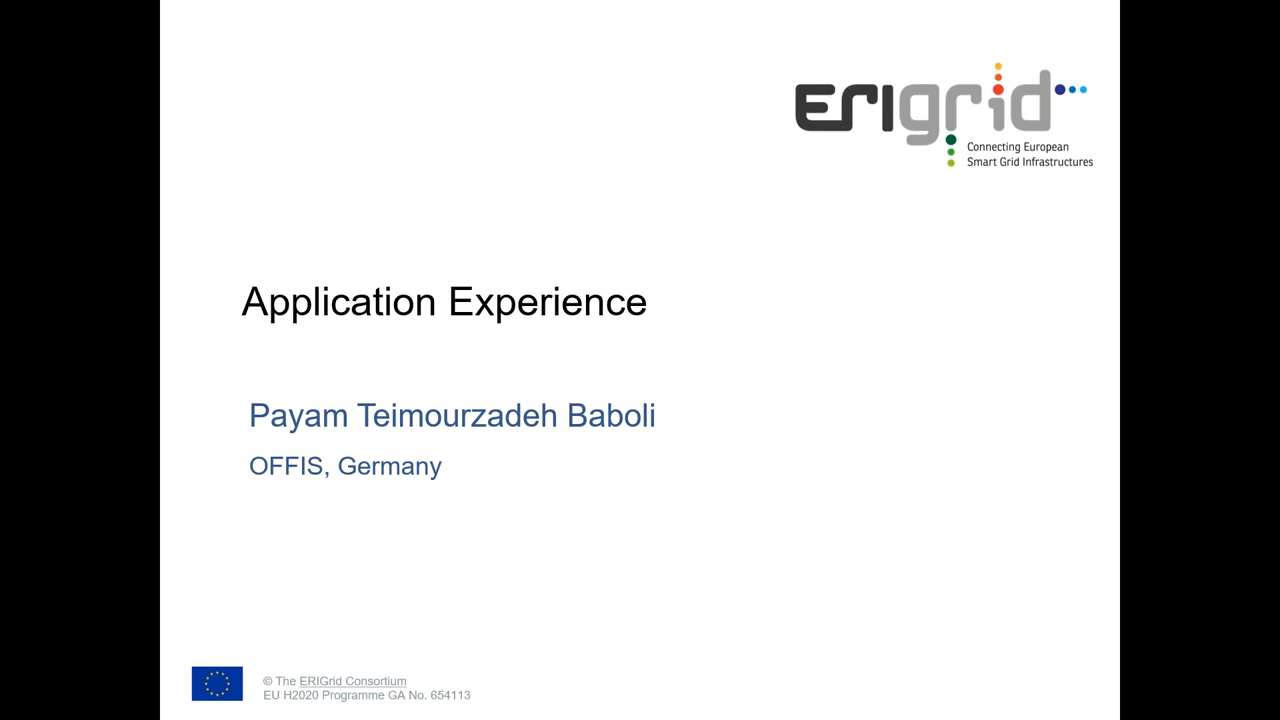 ERIgrid
Connecting European
Smart Grid Infrastructures
Application Experience
Payam Teimourzadeh Baboli
OFFIS, Germany
© The ERIGrid Consortium
EU H2020 Programme GA No. 654113